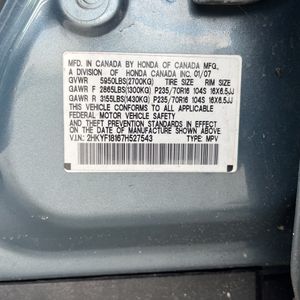 MFD. IN CANADA BY HONDA OF CANADA MFG.,
A DIVISION OF HONDA CANADA INC. 01/07
GVWR 5950LBS(2700KG) TIRE SIZE RIM SIZE
GAWR F 2865LBS(1300KG) P235/70R16 104S 16X6.5JJ
GAWR R 3155LBS(1430KG) P235/70R16 104S 16X6.5JJ
THIS VEHICLE CONFORMS TO ALL APPLICABLE
FEDERAL MOTOR VEHICLE SAFETY
STANDARDS IN EFFECT ON THE DATE OF
MANUFACTURE SHOWN ABOVE.
V.I.N: 2HKYF18167H527543 TYPE: MPV